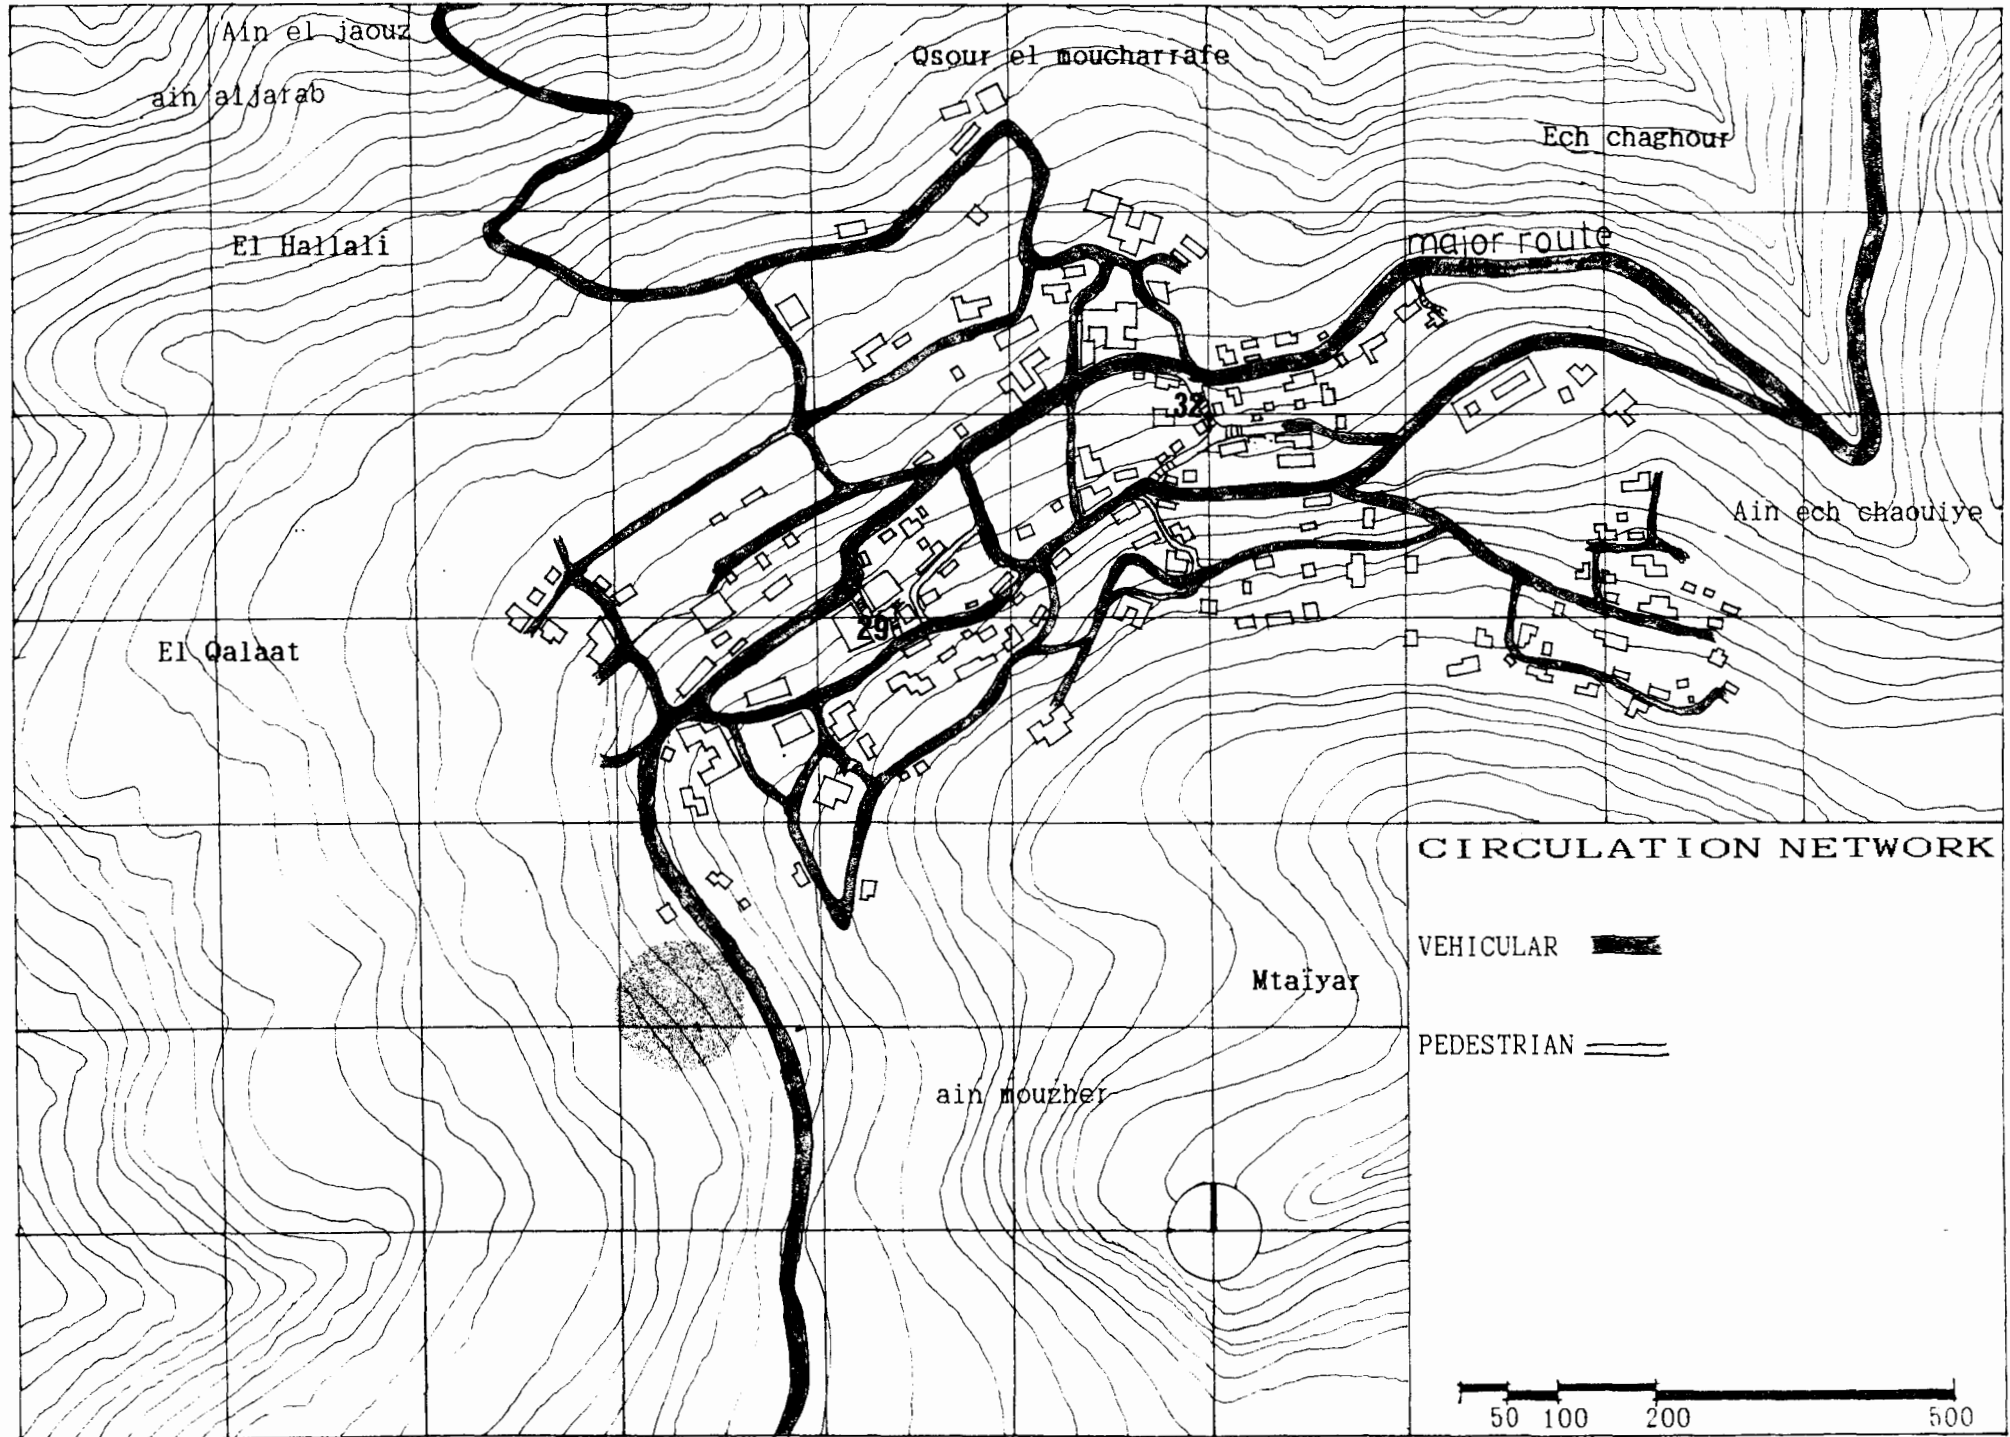 Ain el jaouz
Qsour el moucharrafe
ain aljarab
Ech chaghour
El Hallali
major route
32
Ain ech chaouiye
29
El Qalaat
CIRCULATION NETWORK
VEHICULAR
Mtaïyar
PEDESTRIAN
ain mouzher
50 100 200 500